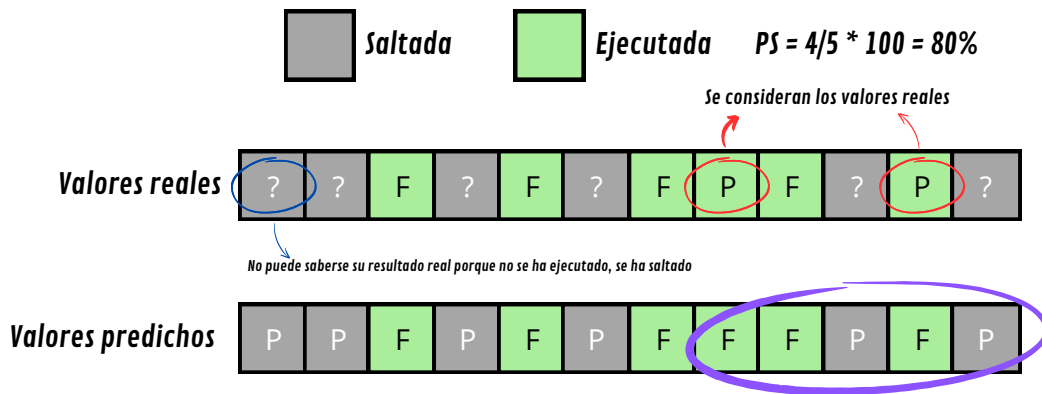 Saltada Ejecutada PS = 4/5 * 100 = 80%
Se consideran los valores reales
Valores reales ? ? F ? F ? F P F ? P ?
No puede saberse su resultado real porque no se ha ejecutado, se ha saltado
Valores predichos P P F P F P F F F P F P